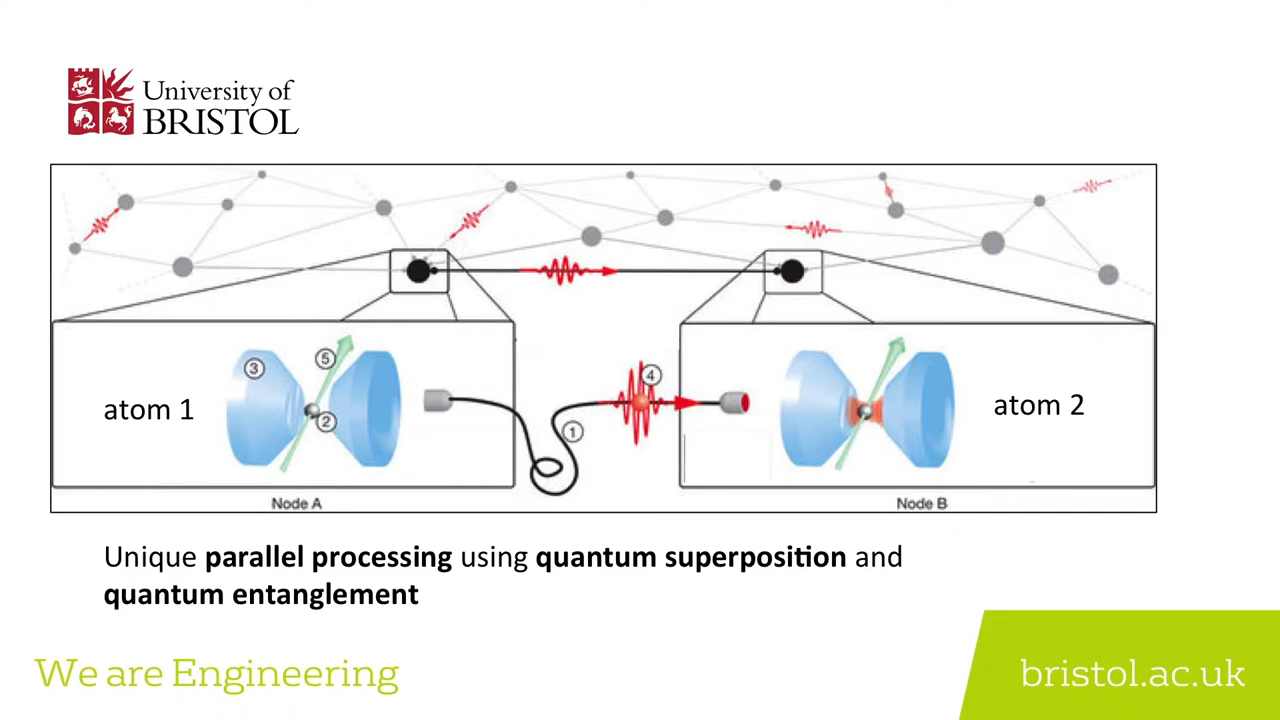 University of
BRISTOL
⑤
③
④
atom 1
atom 2
②
①
Node A
Node B
Unique parallel processing using quantum superposition and
quantum entanglement
We are Engineering
bristol.ac.uk